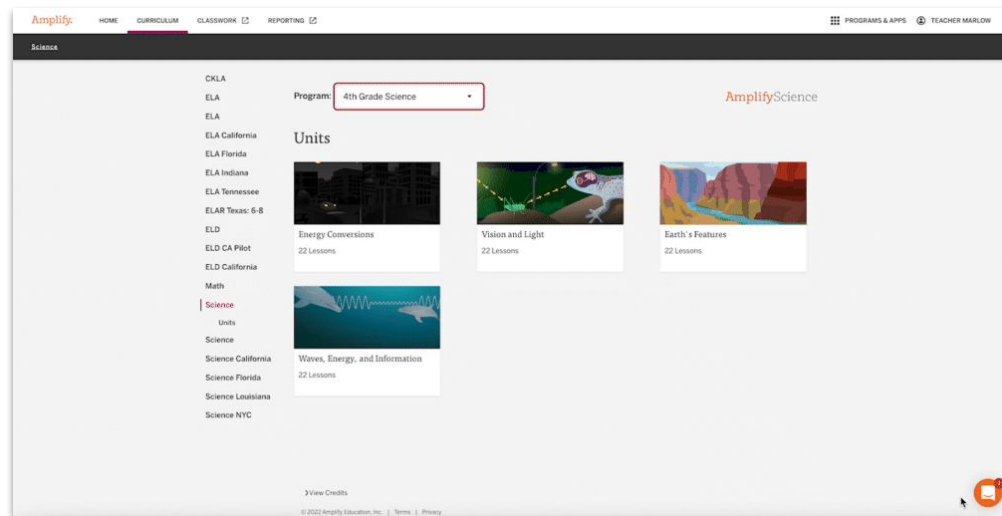 Amplify.
HOME
CURRICULUM
CLASSWORK
REPORTING
PROGRAMS & APPS
TEACHER MARLOW
Science
CKLA
ELA
ELA
ELA California
ELA Florida
ELA Indiana
ELA Tennessee
ELAR Texas: 6-8
ELD
ELD CA Pilot
ELD California
Math
Science
Units
Science
Science California
Science Florida
Science Louisiana
Science NYC
Program: 4th Grade Science
AmplifyScience
Units
Energy Conversions
22 Lessons
Vision and Light
22 Lessons
Earth's Features
22 Lessons
Waves, Energy, and Information
22 Lessons
View Credits
© 2022 Amplify Education, Inc. | Terms | Privacy